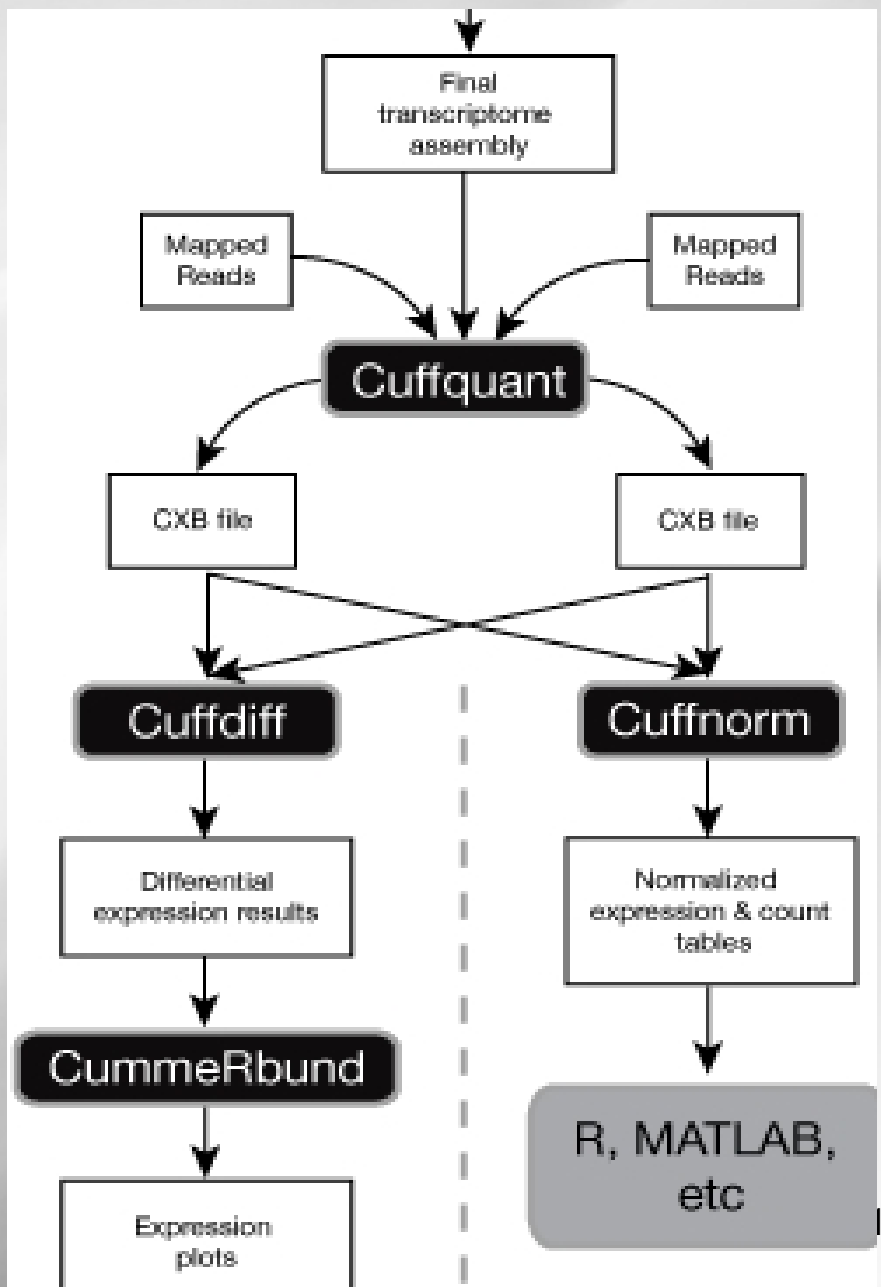 Final
transcriptome
assembly
Mapped
Reads
Mapped
Reads
Cuffquant
CXB file
CXB file
Cuffdiff
Cuffnorm
Differential
expression results
Normalized
expression & count
tables
CummeRbund
R, MATLAB,
etc
Expression
plots